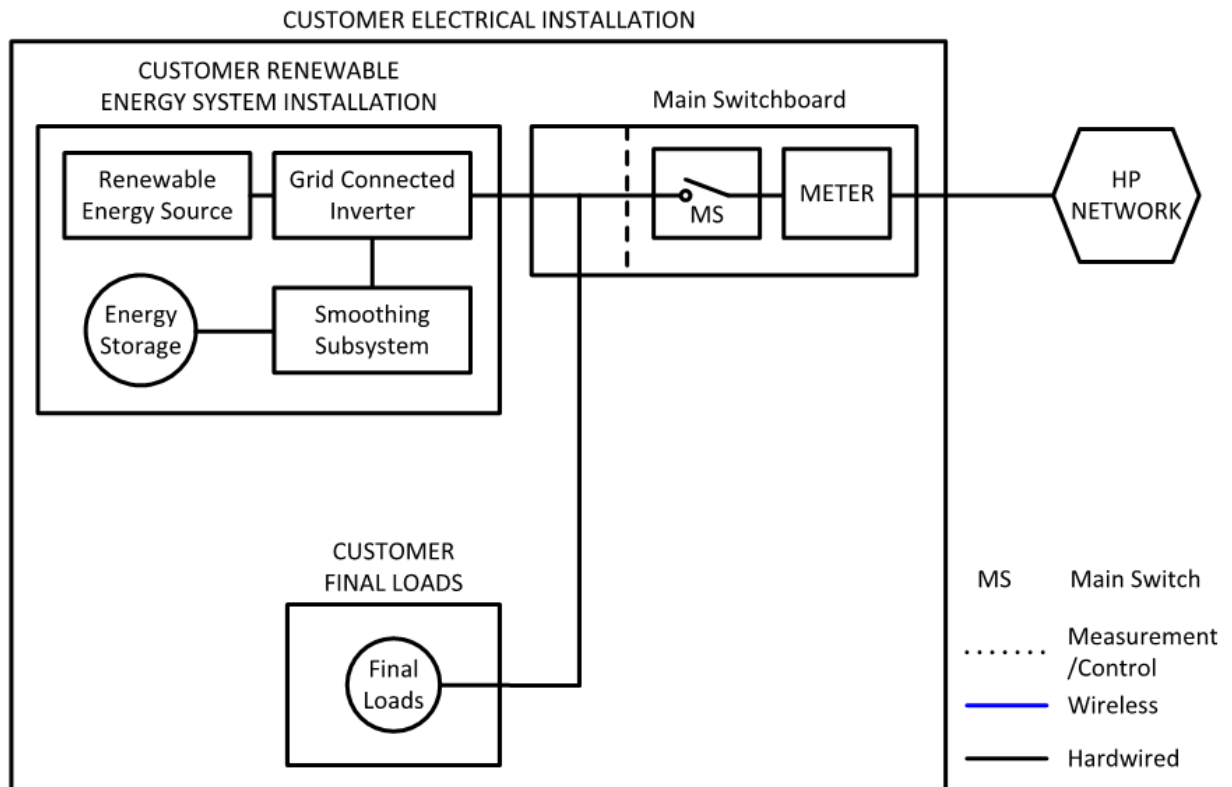 CUSTOMER ELECTRICAL INSTALLATION
CUSTOMER RENEWABLE
ENERGY SYSTEM INSTALLATION
Main Switchboard
Renewable
Energy Source
Grid Connected
Inverter
MS
METER
HP
NETWORK
Energy
Storage
Smoothing
Subsystem
CUSTOMER
FINAL LOADS
Final
Loads
MS Main Switch
Measurement
/Control
Wireless
Hardwired